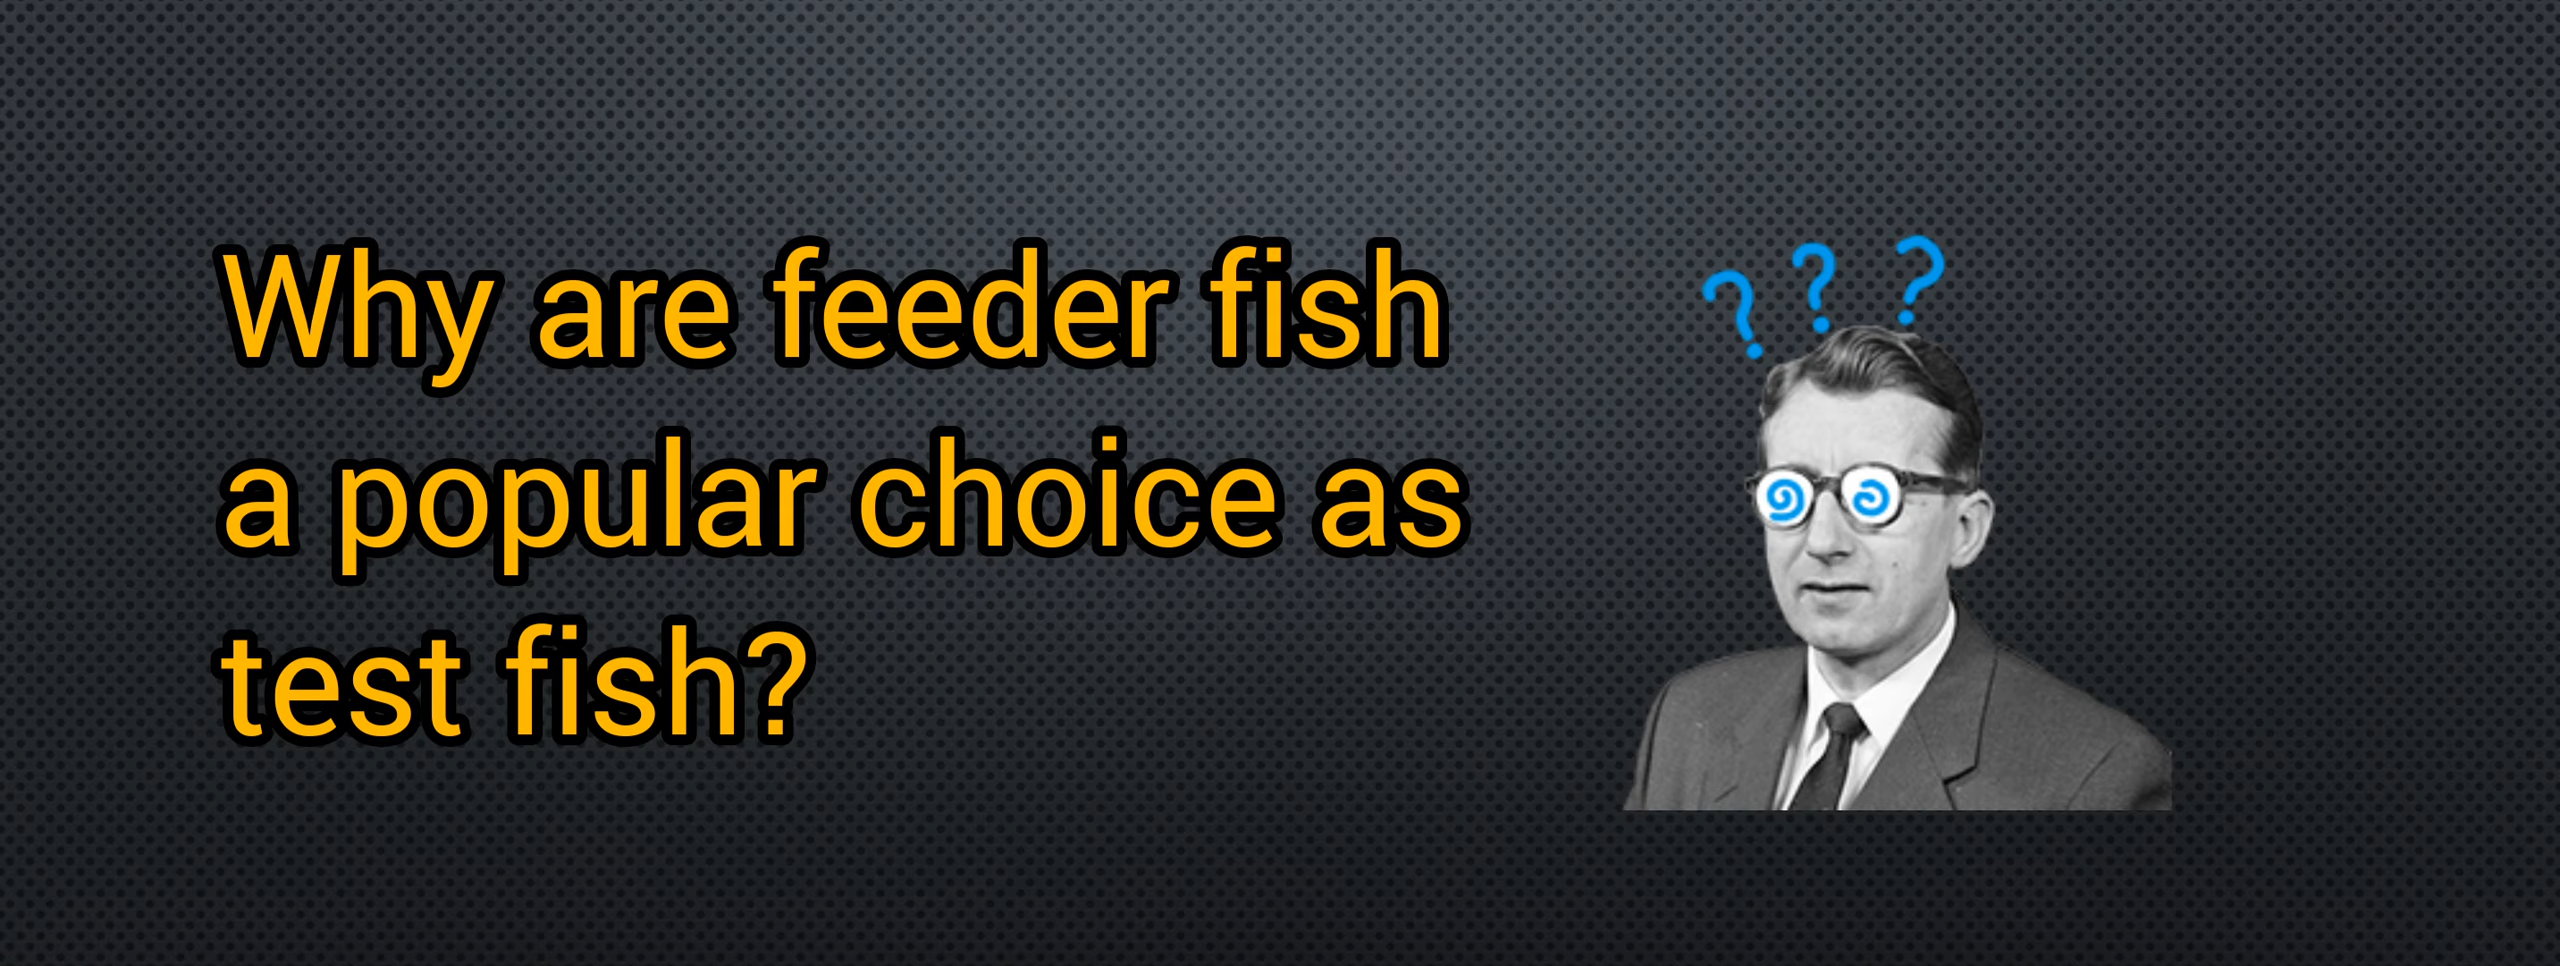 Why are feeder fish
a popular choice as
test fish?
? ? ?